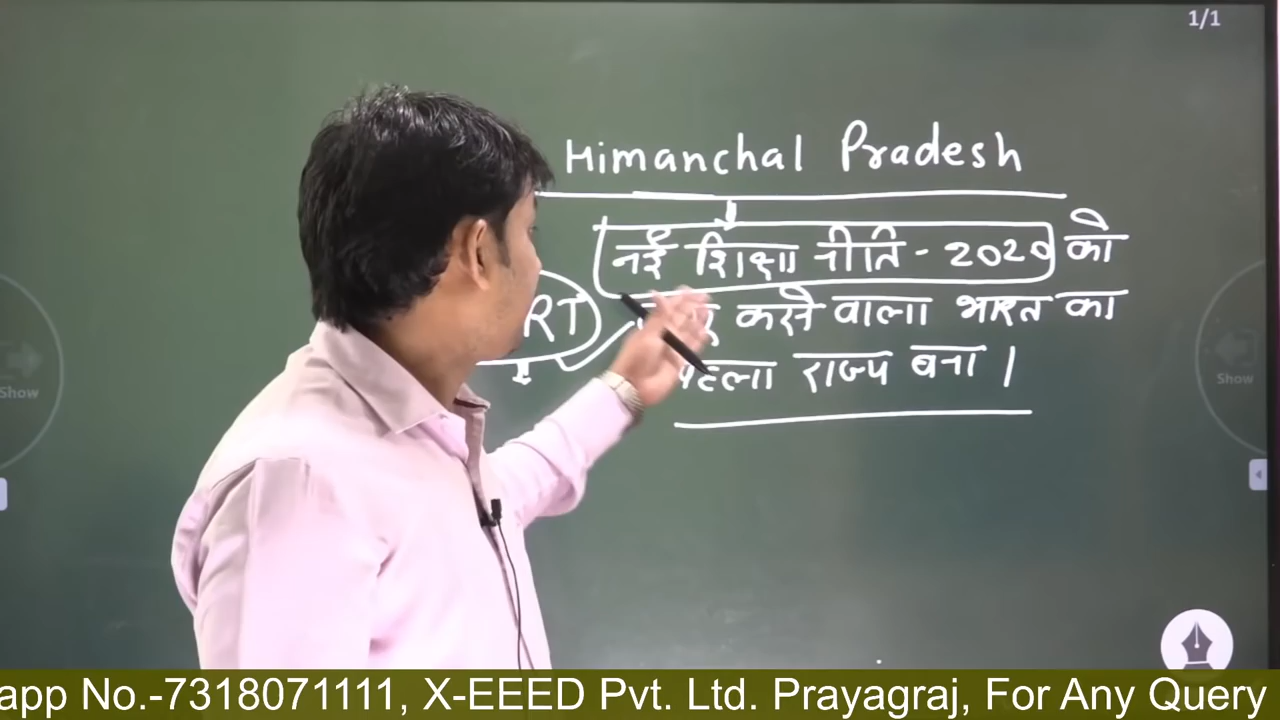 1/1
Himanchal Pradesh
नई शिक्षा नीति - 2020 को
करने वाला भारत का
RT
पहला राज्य बना |
Show
Show
app No.-7318071111, X-EEED Pvt. Ltd. Prayagraj, For Any Query